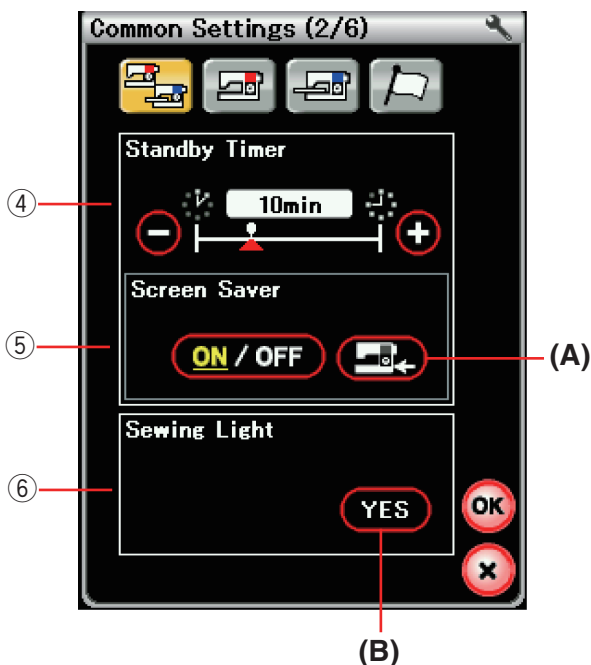 Common Settings (2/6)
Standby Timer
④
10min
Screen Saver
⑤
ON / OFF
(A)
Sewing Light
⑥
YES
OK
(B)